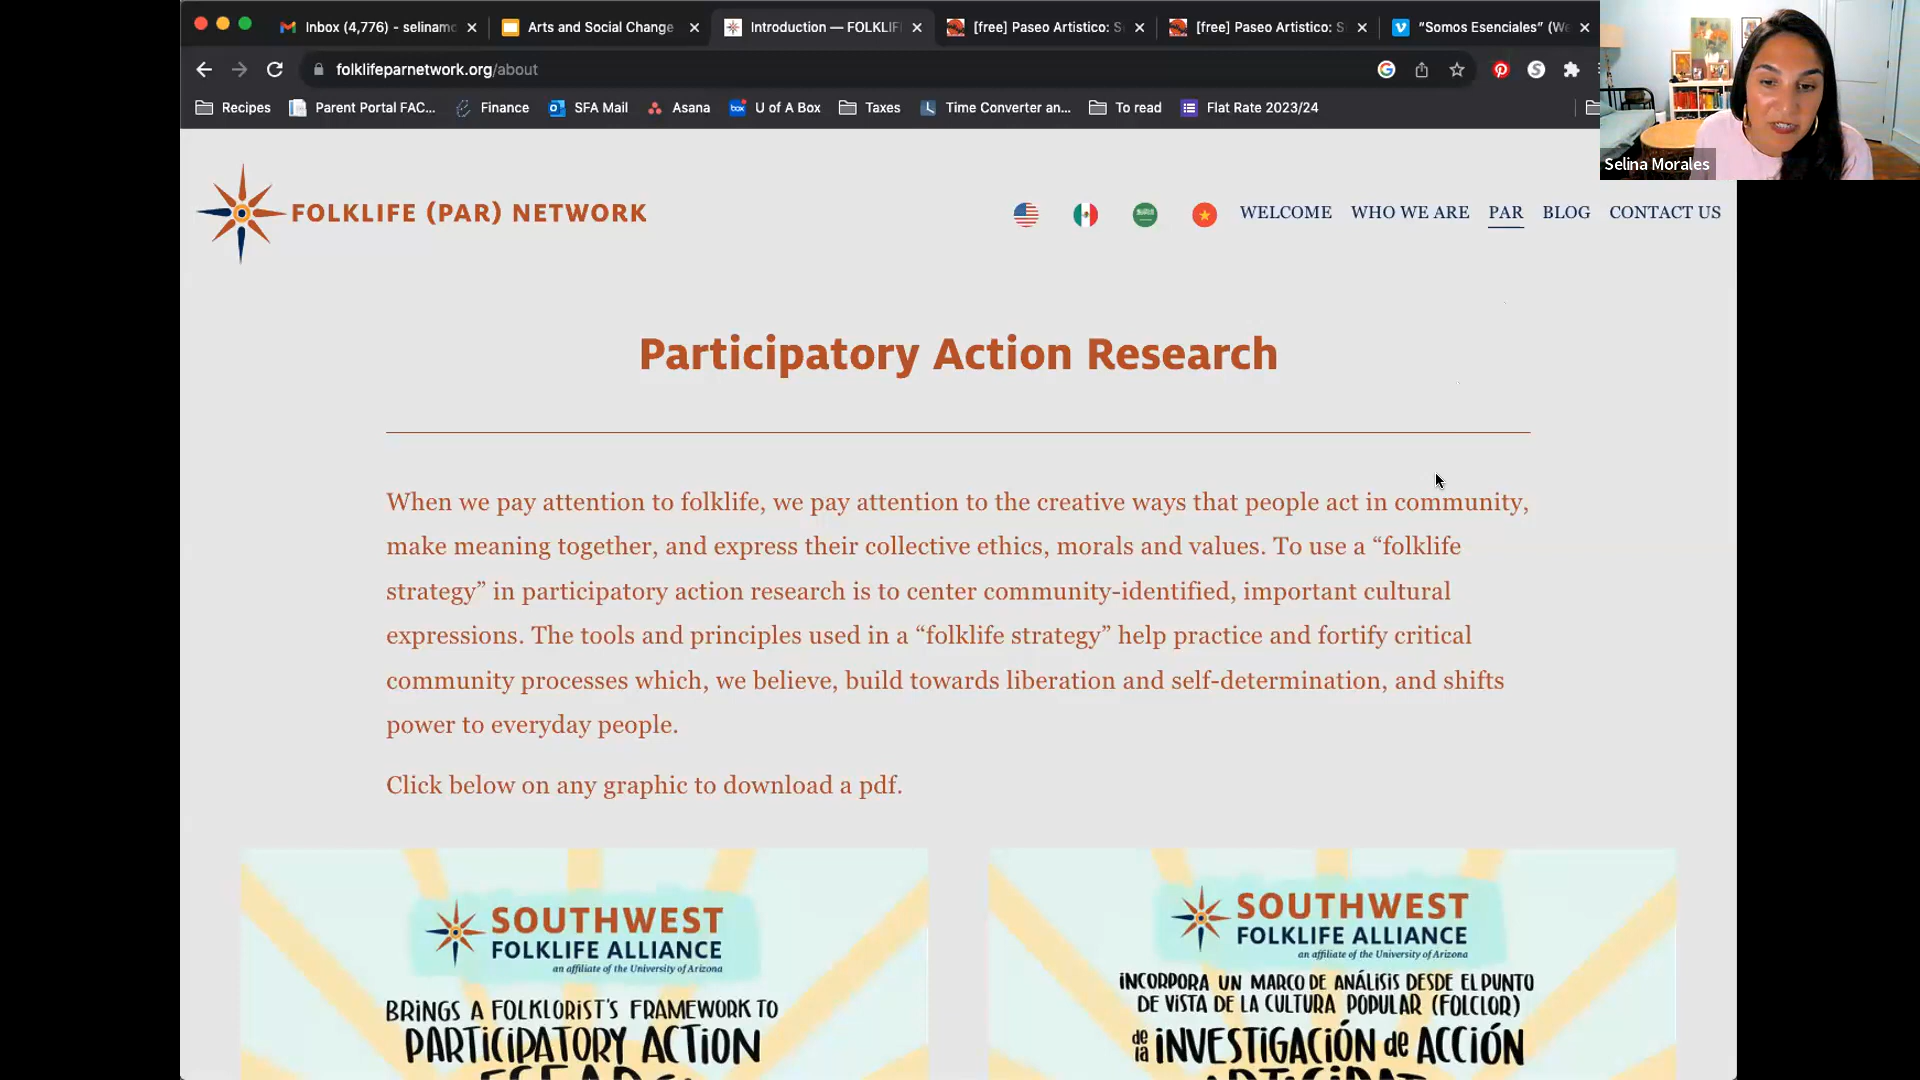 Inbox (4,776) - selinamo
Arts and Social Change
Introduction — FOLKLIF
[free] Paseo Artistico: S
[free] Paseo Artistico: S
“Somos Esenciales” (We
folklifeparnetwork.org/about
Recipes
Parent Portal FAC...
Finance
SFA Mail
Asana
box
U of A Box
Taxes
Time Converter an...
To read
Flat Rate 2023/24
Selina Morales
FOLKLIFE (PAR) NETWORK
WELCOME
WHO WE ARE
PAR
BLOG
CONTACT US
Participatory Action Research
When we pay attention to folklife, we pay attention to the creative ways that people act in community,
make meaning together, and express their collective ethics, morals and values. To use a “folklife
strategy” in participatory action research is to center community-identified, important cultural
expressions. The tools and principles used in a “folklife strategy” help practice and fortify critical
community processes which, we believe, build towards liberation and self-determination, and shifts
power to everyday people.
Click below on any graphic to download a pdf.
SOUTHWEST
FOLKLIFE ALLIANCE
an affiliate of the University of Arizona
BRINGS A FOLKLORIST'S FRAMEWORK TO
PARTICIPATORY ACTION
SOUTHWEST
FOLKLIFE ALLIANCE
an affiliate of the University of Arizona
INCORPORA UN MARCO DE ANÁLISIS DESDE EL PUNTO
DE VISTA DE LA CULTURA POPULAR (FOLCLOR)
de la INVESTIGACIÓN de ACCIÓN